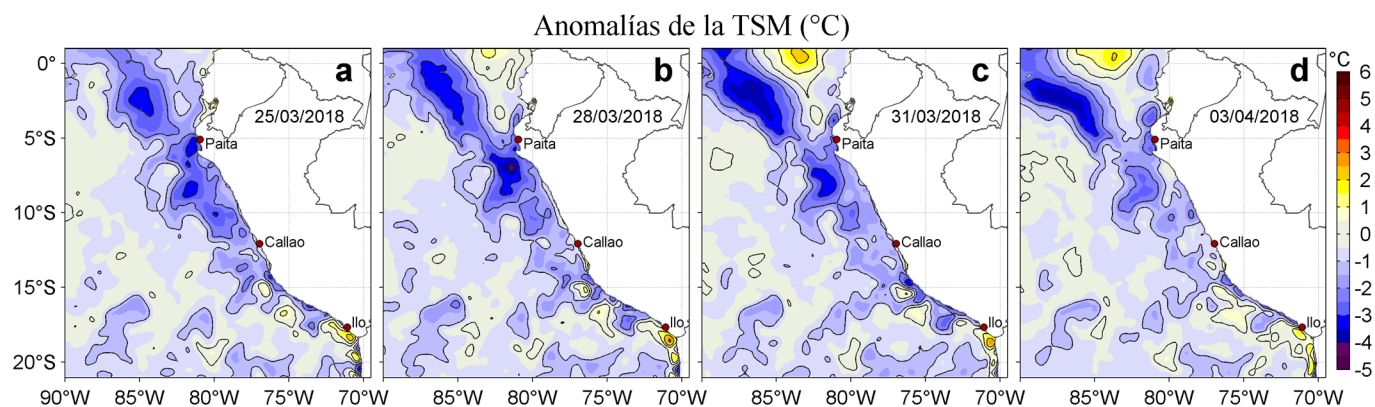 Anomalías de la TSM (°C)
a
25/03/2018
Paita
Callao
Ilo
b
28/03/2018
Paita
Callao
Ilo
c
31/03/2018
Paita
Callao
Ilo
d
03/04/2018
Paita
Callao
Ilo
0°
5°S
10°S
15°S
20°S
90°W 85°W 80°W 75°W 70°W
85°W 80°W 75°W 70°W
85°W 80°W 75°W 70°W
85°W 80°W 75°W 70°W
°C
6
5
4
3
2
1
0
-1
-2
-3
-4
-5